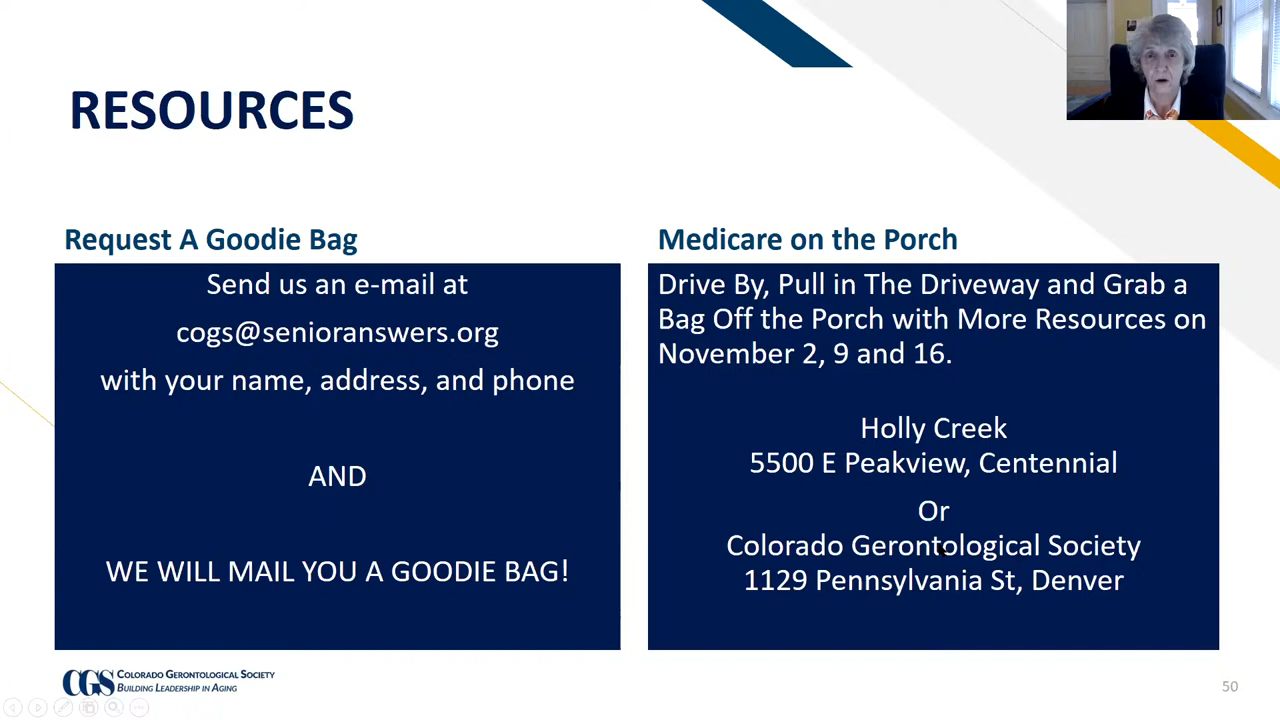 RESOURCES
Request A Goodie Bag
Send us an e-mail at
cogs@senioranswers.org
with your name, address, and phone
AND
WE WILL MAIL YOU A GOODIE BAG!
Medicare on the Porch
Drive By, Pull in The Driveway and Grab a
Bag Off the Porch with More Resources on
November 2, 9 and 16.
Holly Creek
5500 E Peakview, Centennial
Or
Colorado Gerontological Society
1129 Pennsylvania St, Denver
CGS
COLORADO GERONTOLOGICAL SOCIETY
BUILDING LEADERSHIP IN AGING
50